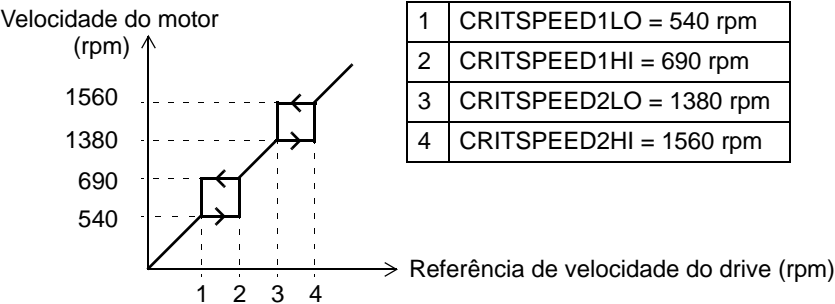 Velocidade do motor
(rpm)
1560
1380
690
540
1 2 3 4
Referência de velocidade do drive (rpm)
1 CRITSPEED1LO = 540 rpm
2 CRITSPEED1HI = 690 rpm
3 CRITSPEED2LO = 1380 rpm
4 CRITSPEED2HI = 1560 rpm